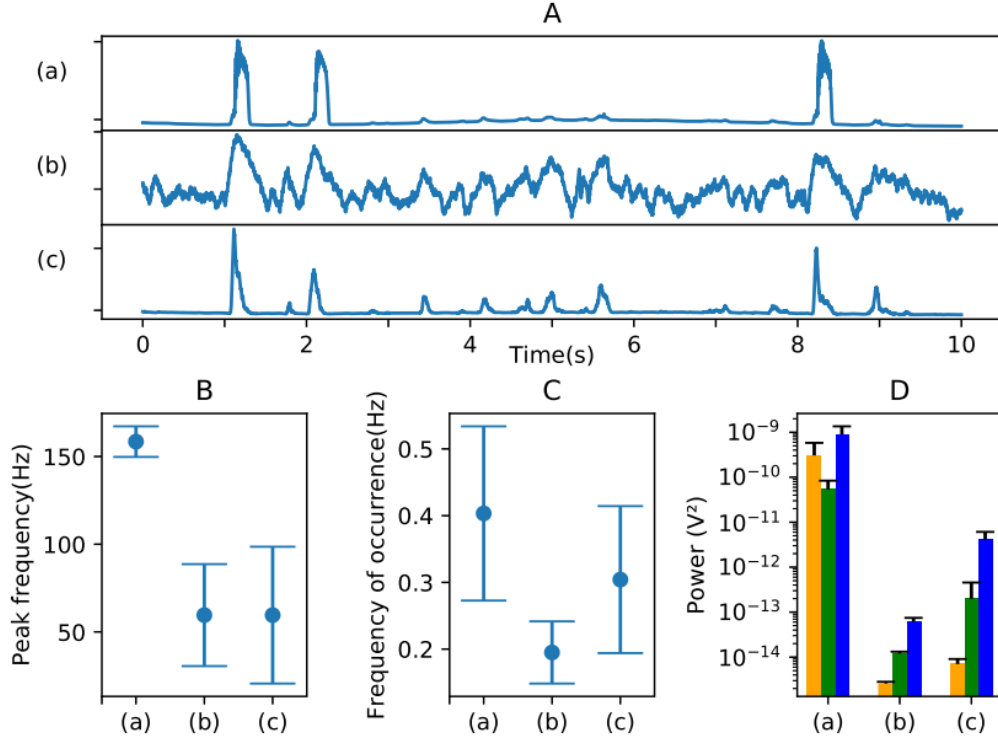 A
(a)
(b)
(c)
0 2 4 6 8 10
Time(s)
B
Peak frequency(Hz)
150
100
50
(a) (b) (c)
C
Frequency of occurrence(Hz)
0.5
0.4
0.3
0.2
(a) (b) (c)
D
Power (V²)
10⁻⁹
10⁻¹⁰
10⁻¹¹
10⁻¹²
10⁻¹³
10⁻¹⁴
(a) (b) (c)